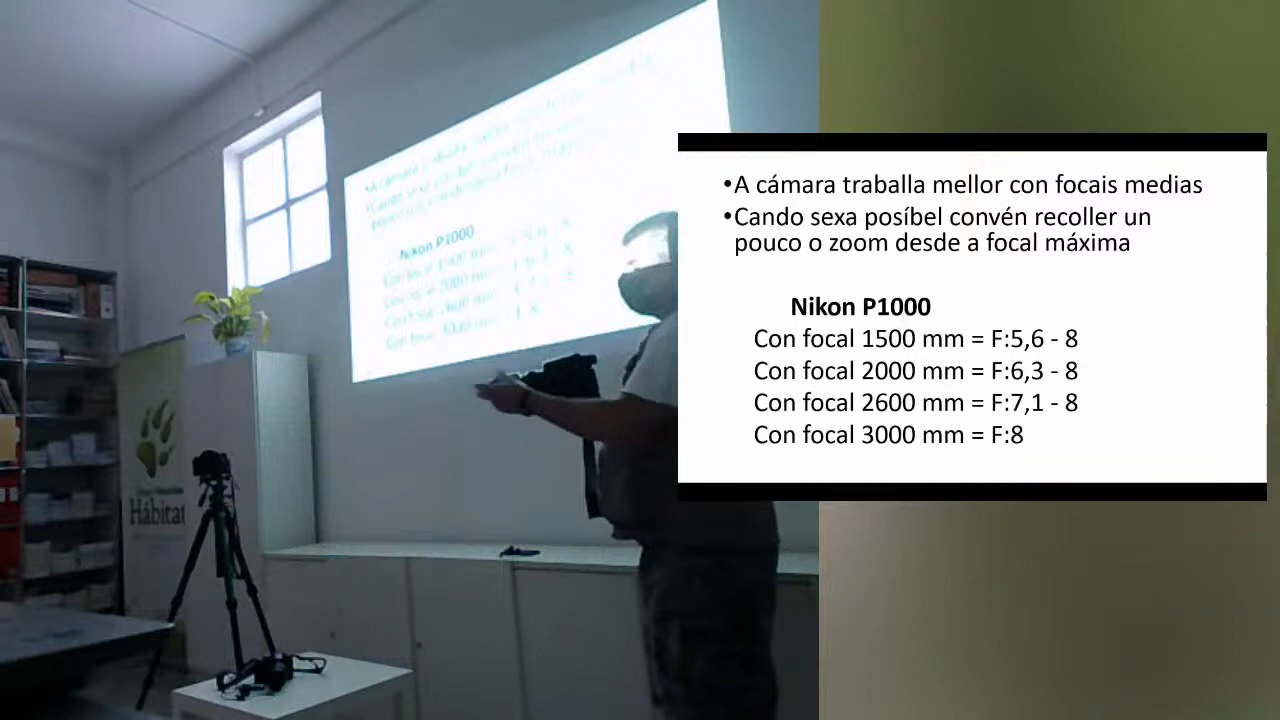 •A cámara traballa mellor con focais medias
•Cando sexa posíbel convén recoller un
pouco o zoom desde a focal máxima
Nikon P1000
Con focal 1500 mm = F:5,6 - 8
Con focal 2000 mm = F:6,3 - 8
Con focal 2600 mm = F:7,1 - 8
Con focal 3000 mm = F:8
Nikon P1000
Hábitat